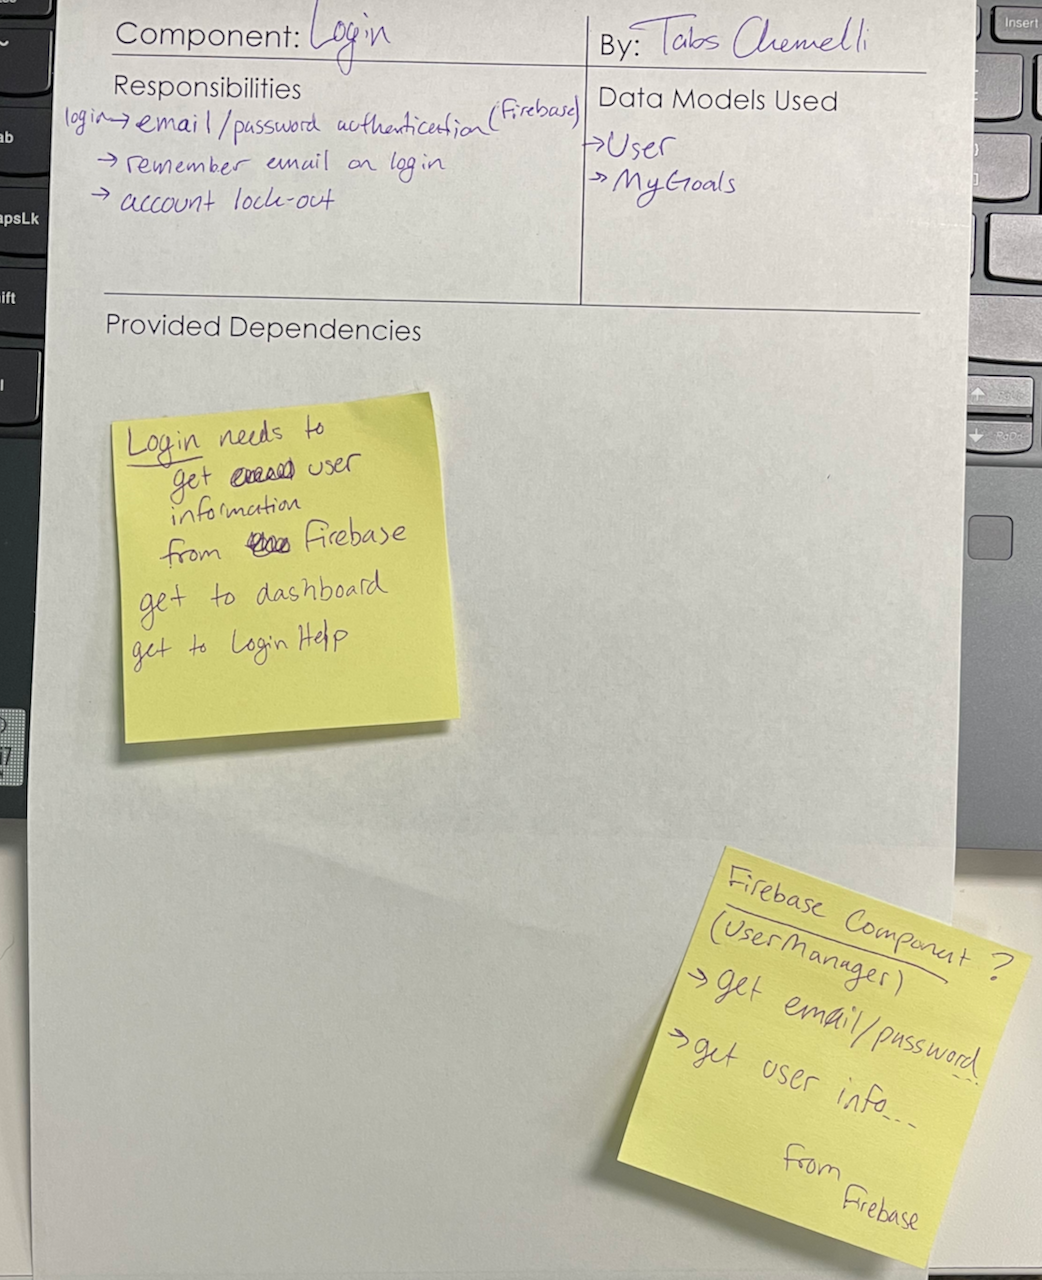 Component: Login
By: Tabs Chemelli
Responsibilities
login → email/password authentication (Firebase)
→ remember email on login
→ account lock-out
Data Models Used
→ User
→ MyGoals
Provided Dependencies
Login needs to
get user
information
from Firebase
get to dashboard
get to Login Help
Firebase Component?
(UserManager)
→ get email/password...
→ get user info...
from
Firebase
Insert
ab
apsLk
ift